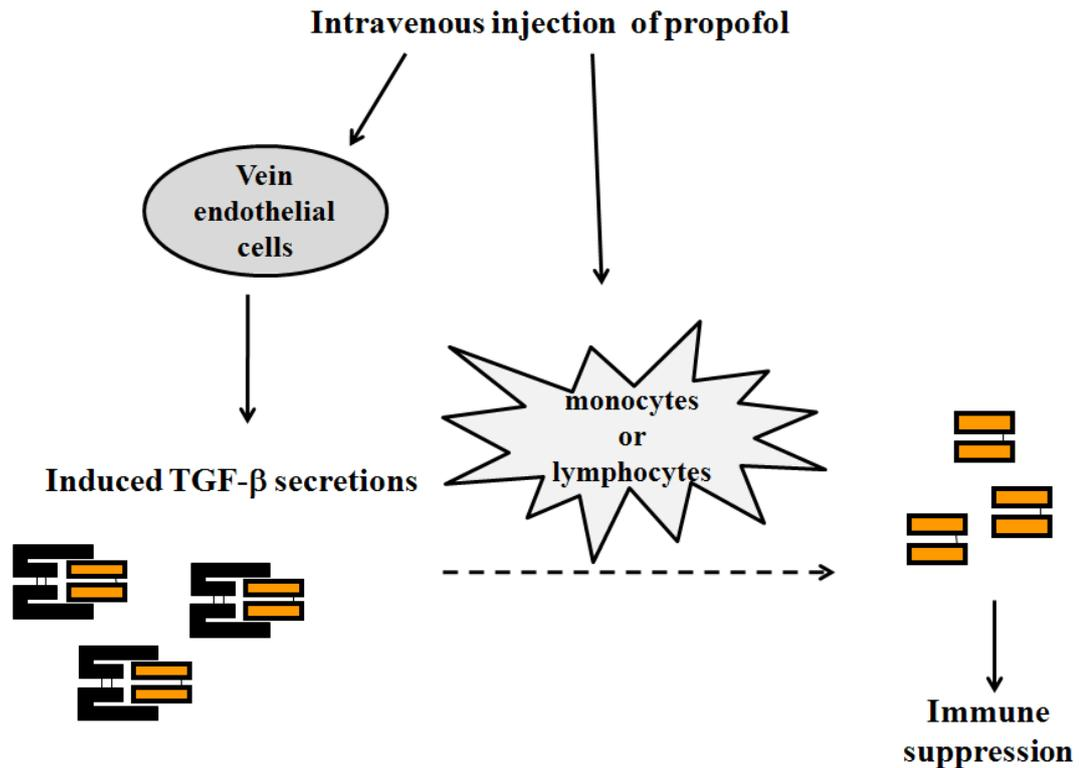 Intravenous injection of propofol
Vein
endothelial
cells
monocytes
or
lymphocytes
Induced TGF-β secretions
Immune
suppression